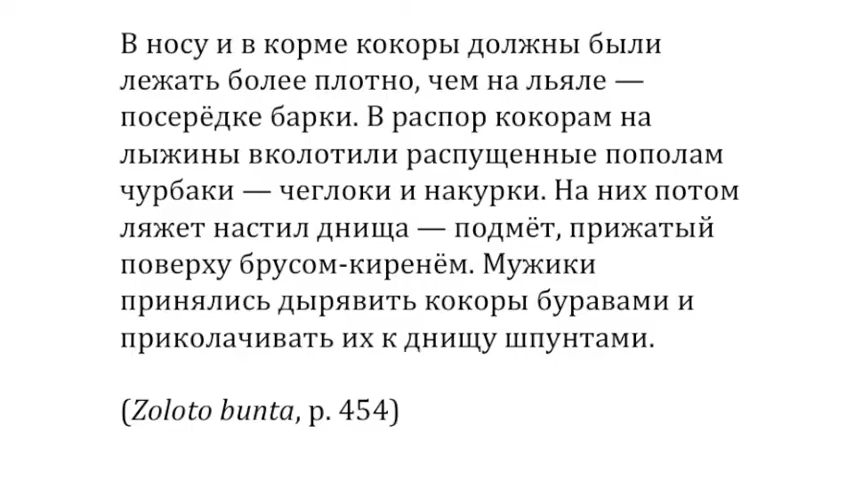 В носу и в корме кокоры должны были
лежать более плотно, чем на льяле —
посерёдке барки. В распор кокорам на
лыжины вколотили распущенные пополам
чурбаки — чеглоки и накурки. На них потом
ляжет настил днища — подмёт, прижатый
поверху брусом-киренём. Мужики
принялись дырявить кокоры буравами и
приколачивать их к днищу шпунтами.
(Zoloto bunta, p. 454)